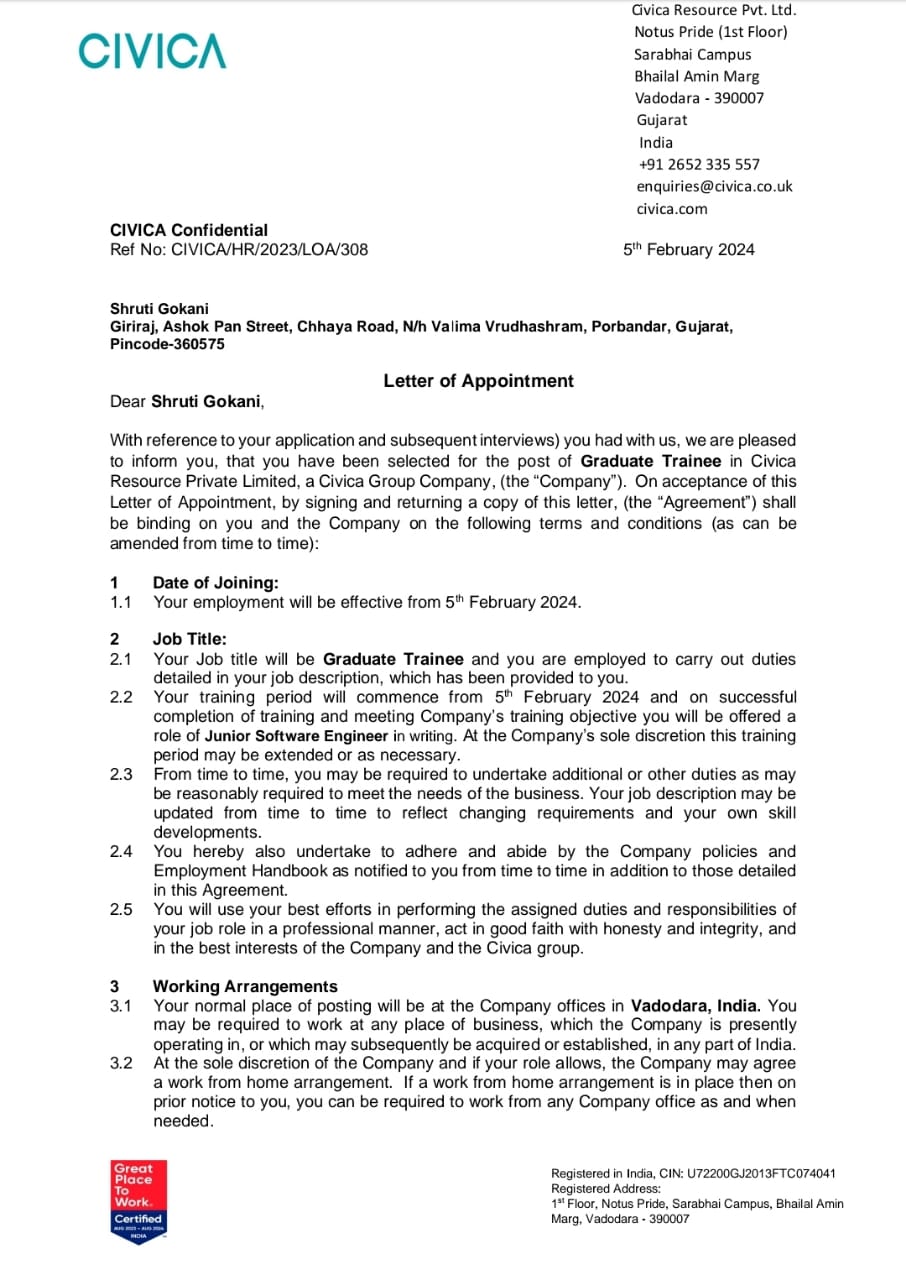 CIVICA
Civica Resource Pvt. Ltd.
Notus Pride (1st Floor)
Sarabhai Campus
Bhailal Amin Marg
Vadodara - 390007
Gujarat
India
+91 2652 335 557
enquiries@civica.co.uk
civica.com
CIVICA Confidential
Ref No: CIVICA/HR/2023/LOA/308
5th February 2024
Shruti Gokani
Giriraj, Ashok Pan Street, Chhaya Road, N/h Valima Vrudhashram, Porbandar, Gujarat,
Pincode-360575
Letter of Appointment
Dear Shruti Gokani,
With reference to your application and subsequent interviews) you had with us, we are pleased
to inform you, that you have been selected for the post of Graduate Trainee in Civica
Resource Private Limited, a Civica Group Company, (the “Company”). On acceptance of this
Letter of Appointment, by signing and returning a copy of this letter, (the “Agreement”) shall
be binding on you and the Company on the following terms and conditions (as can be
amended from time to time):
1 Date of Joining:
1.1 Your employment will be effective from 5th February 2024.
2 Job Title:
2.1 Your Job title will be Graduate Trainee and you are employed to carry out duties
detailed in your job description, which has been provided to you.
2.2 Your training period will commence from 5th February 2024 and on successful
completion of training and meeting Company’s training objective you will be offered a
role of Junior Software Engineer in writing. At the Company’s sole discretion this training
period may be extended or as necessary.
2.3 From time to time, you may be required to undertake additional or other duties as may
be reasonably required to meet the needs of the business. Your job description may be
updated from time to time to reflect changing requirements and your own skill
developments.
2.4 You hereby also undertake to adhere and abide by the Company policies and
Employment Handbook as notified to you from time to time in addition to those detailed
in this Agreement.
2.5 You will use your best efforts in performing the assigned duties and responsibilities of
your job role in a professional manner, act in good faith with honesty and integrity, and
in the best interests of the Company and the Civica group.
3 Working Arrangements
3.1 Your normal place of posting will be at the Company offices in Vadodara, India. You
may be required to work at any place of business, which the Company is presently
operating in, or which may subsequently be acquired or established, in any part of India.
3.2 At the sole discretion of the Company and if your role allows, the Company may agree
a work from home arrangement. If a work from home arrangement is in place then on
prior notice to you, you can be required to work from any Company office as and when
needed.
Great
Place
To
Work.
Certified
AUG 2023 - AUG 2024
INDIA
Registered in India, CIN: U72200GJ2013FTC074041
Registered Address:
1st Floor, Notus Pride, Sarabhai Campus, Bhailal Amin
Marg, Vadodara - 390007